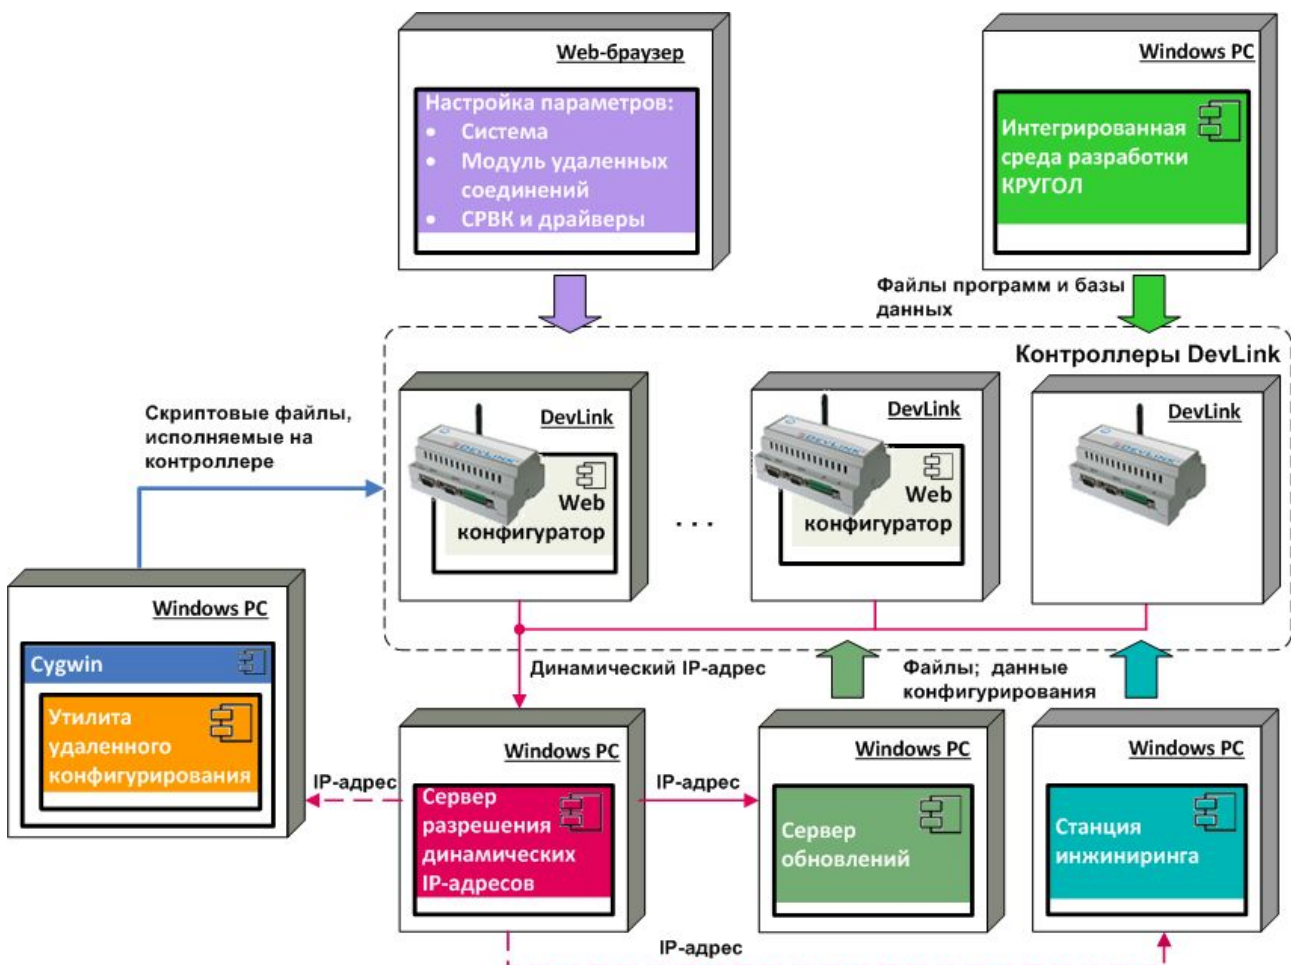 Web-браузер
Настройка параметров:
• Система
• Модуль удаленных
соединений
• СРВК и драйверы
Windows PC
Интегрированная
среда разработки
КРУГОЛ
Файлы программ и базы
данных
Контроллеры DevLink
Скриптовые файлы,
исполняемые на
контроллере
DevLink
DEVLINK
Web
конфигуратор
. . .
DevLink
DEVLINK
Web
конфигуратор
DevLink
DEVLINK
Windows PC
Cygwin
Утилита
удаленного
конфигурирования
Динамический IP-адрес
Файлы; данные
конфигурирования
IP-адрес
Windows PC
Сервер
разрешения
динамических
IP-адресов
IP-адрес
Windows PC
Сервер
обновлений
Windows PC
Станция
инжиниринга
IP-адрес